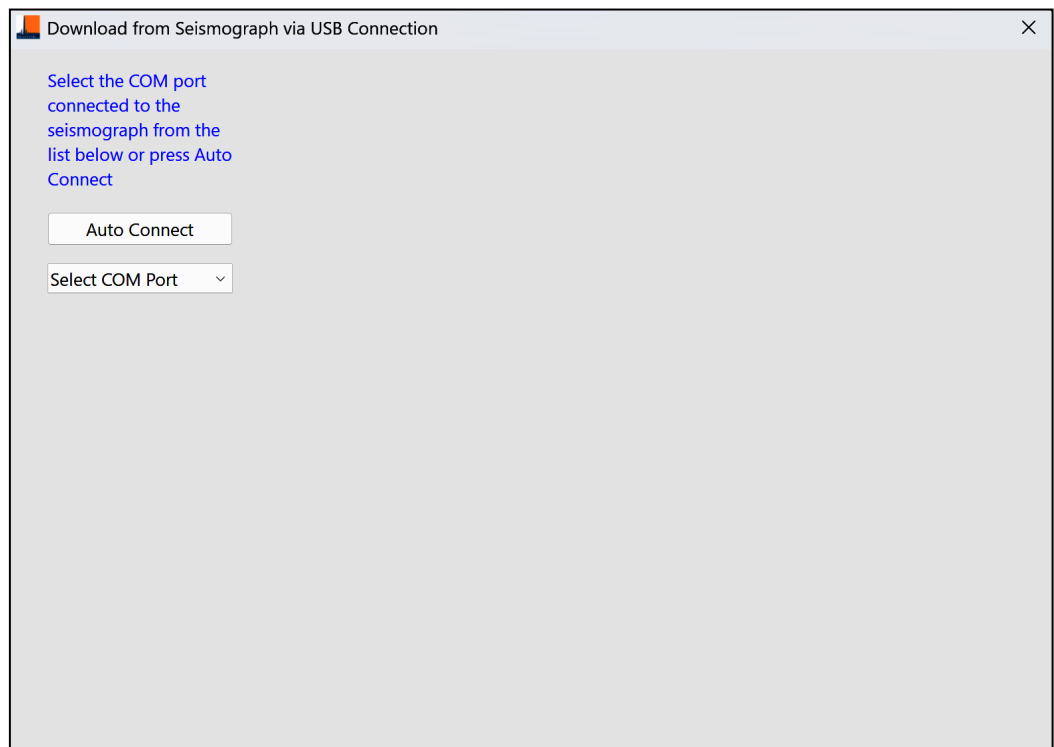 Download from Seismograph via USB Connection
Select the COM port
connected to the
seismograph from the
list below or press Auto
Connect
Auto Connect
Select COM Port